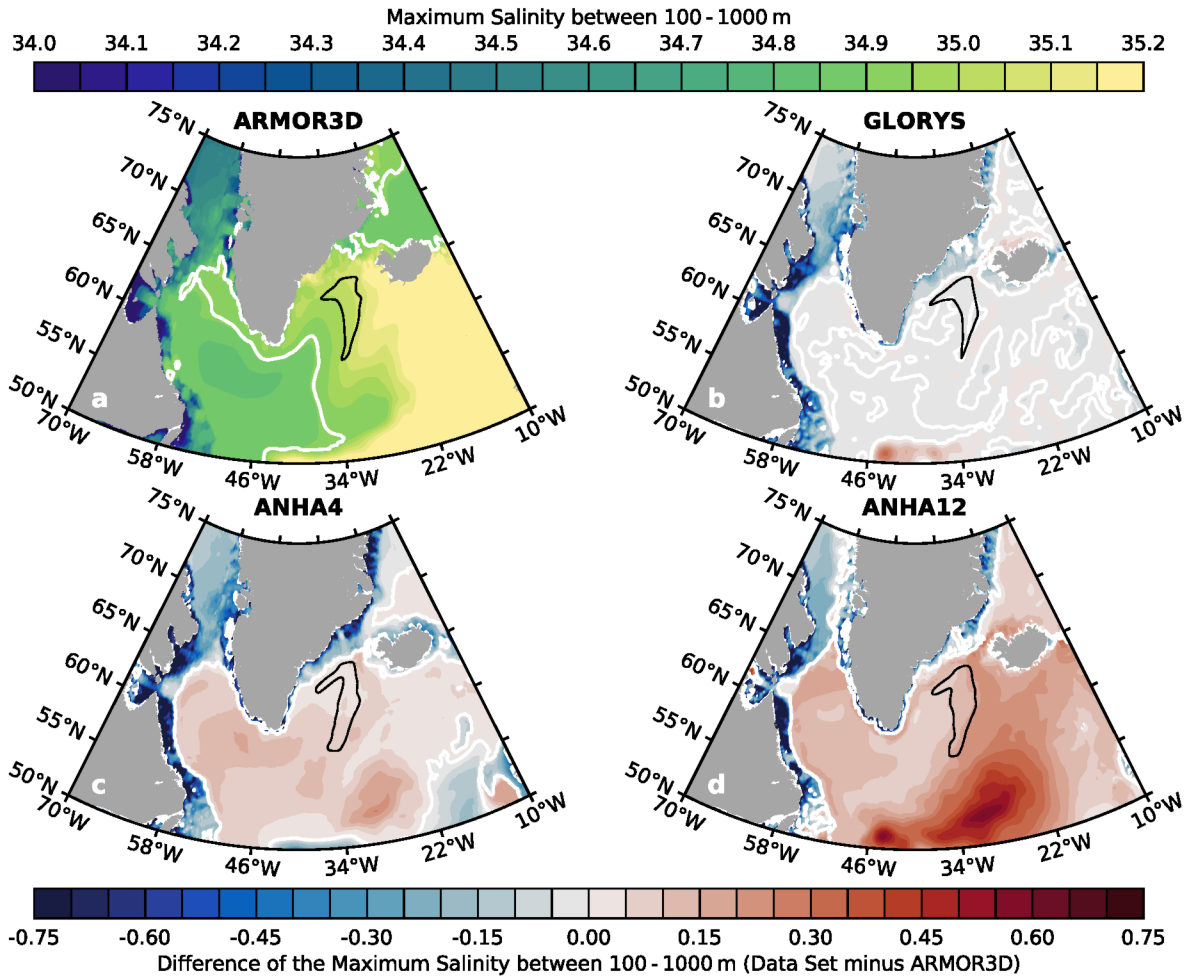 Maximum Salinity between 100 - 1000 m
34.0 34.1 34.2 34.3 34.4 34.5 34.6 34.7 34.8 34.9 35.0 35.1 35.2
ARMOR3D
75°N
70°N
65°N
60°N
55°N
50°N
a
70°W
58°W
46°W
34°W
22°W
10°W
GLORYS
75°N
70°N
65°N
60°N
55°N
50°N
b
70°W
58°W
46°W
34°W
22°W
10°W
ANHA4
75°N
70°N
65°N
60°N
55°N
50°N
c
70°W
58°W
46°W
34°W
22°W
10°W
ANHA12
75°N
70°N
65°N
60°N
55°N
50°N
d
70°W
58°W
46°W
34°W
22°W
10°W
-0.75 -0.60 -0.45 -0.30 -0.15 0.00 0.15 0.30 0.45 0.60 0.75
Difference of the Maximum Salinity between 100 - 1000 m (Data Set minus ARMOR3D)